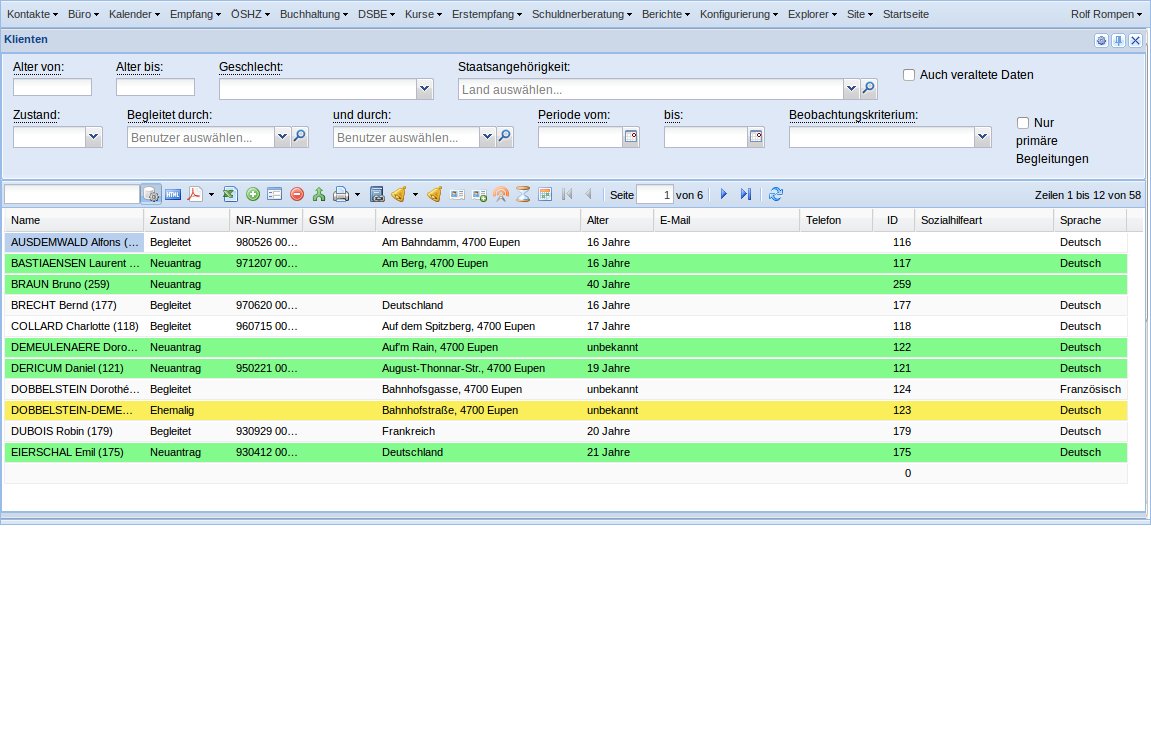 Kontakte Büro Kalender Empfang ÖSHZ Buchhaltung DSBE Kurse Erstempfang Schuldnerberatung Berichte Konfigurierung Explorer Site Startseite Rolf Rompen
Klienten
Alter von: Alter bis: Geschlecht: Staatsangehörigkeit:
Land auswählen... Auch veraltete Daten
Zustand: Begleitet durch: und durch: Periode vom: bis: Beobachtungskriterium:
Benutzer auswählen... Benutzer auswählen... Nur primäre Begleitungen
HTML Seite 1 von 6 Zeilen 1 bis 12 von 58
Name Zustand NR-Nummer GSM Adresse Alter E-Mail Telefon ID Sozialhilfeart Sprache
AUSDEMWALD Alfons (... Begleitet 980526 00... Am Bahndamm, 4700 Eupen 16 Jahre 116 Deutsch
BASTIAENSEN Laurent ... Neuantrag 971207 00... Am Berg, 4700 Eupen 16 Jahre 117 Deutsch
BRAUN Bruno (259) Neuantrag 40 Jahre 259
BRECHT Bernd (177) Begleitet 970620 00... Deutschland 16 Jahre 177 Deutsch
COLLARD Charlotte (118) Begleitet 960715 00... Auf dem Spitzberg, 4700 Eupen 17 Jahre 118 Deutsch
DEMEULENAERE Doro... Neuantrag Auf'm Rain, 4700 Eupen unbekannt 122 Deutsch
DERICUM Daniel (121) Neuantrag 950221 00... August-Thonnar-Str., 4700 Eupen 19 Jahre 121 Deutsch
DOBBELSTEIN Dorothé... Begleitet Bahnhofsgasse, 4700 Eupen unbekannt 124 Französisch
DOBBELSTEIN-DEME... Ehemalig Bahnhofstraße, 4700 Eupen unbekannt 123 Deutsch
DUBOIS Robin (179) Begleitet 930929 00... Frankreich 20 Jahre 179 Deutsch
EIERSCHAL Emil (175) Neuantrag 930412 00... Deutschland 21 Jahre 175 Deutsch
0